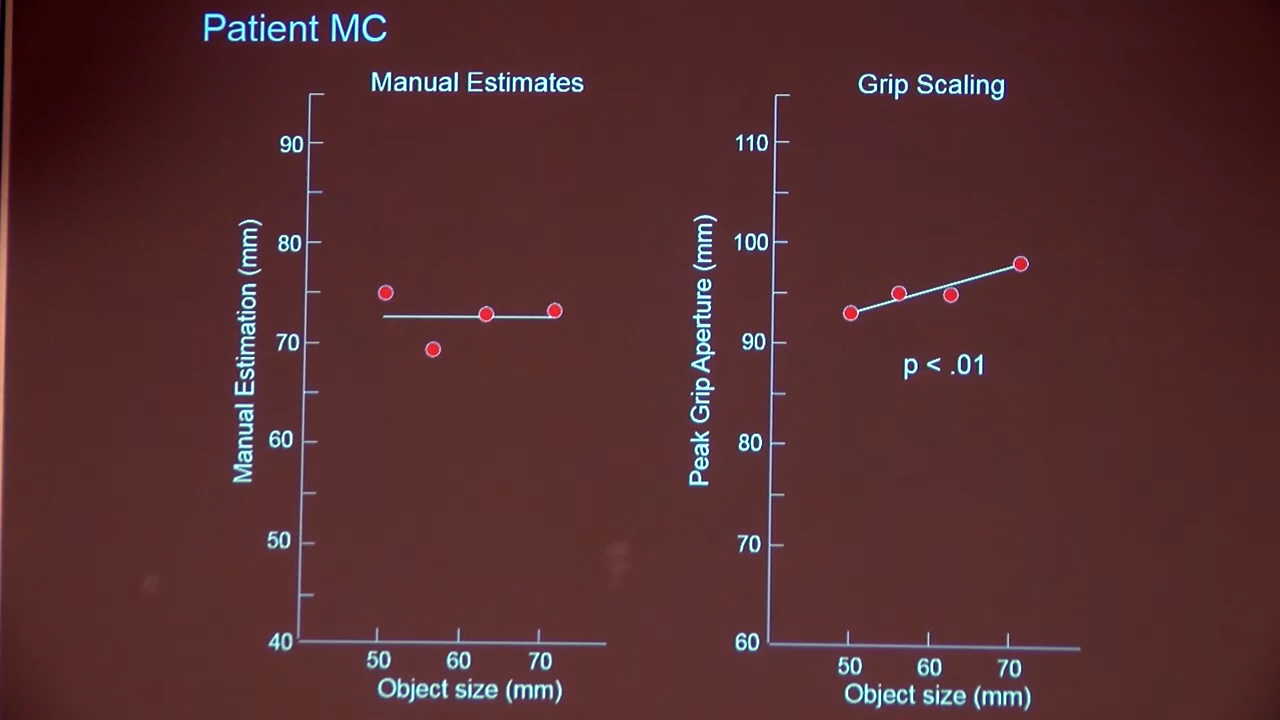 Patient MC
Manual Estimates
90
80
70
60
50
40
Manual Estimation (mm)
50 60 70
Object size (mm)
Grip Scaling
110
100
90
80
70
60
Peak Grip Aperture (mm)
p < .01
50 60 70
Object size (mm)